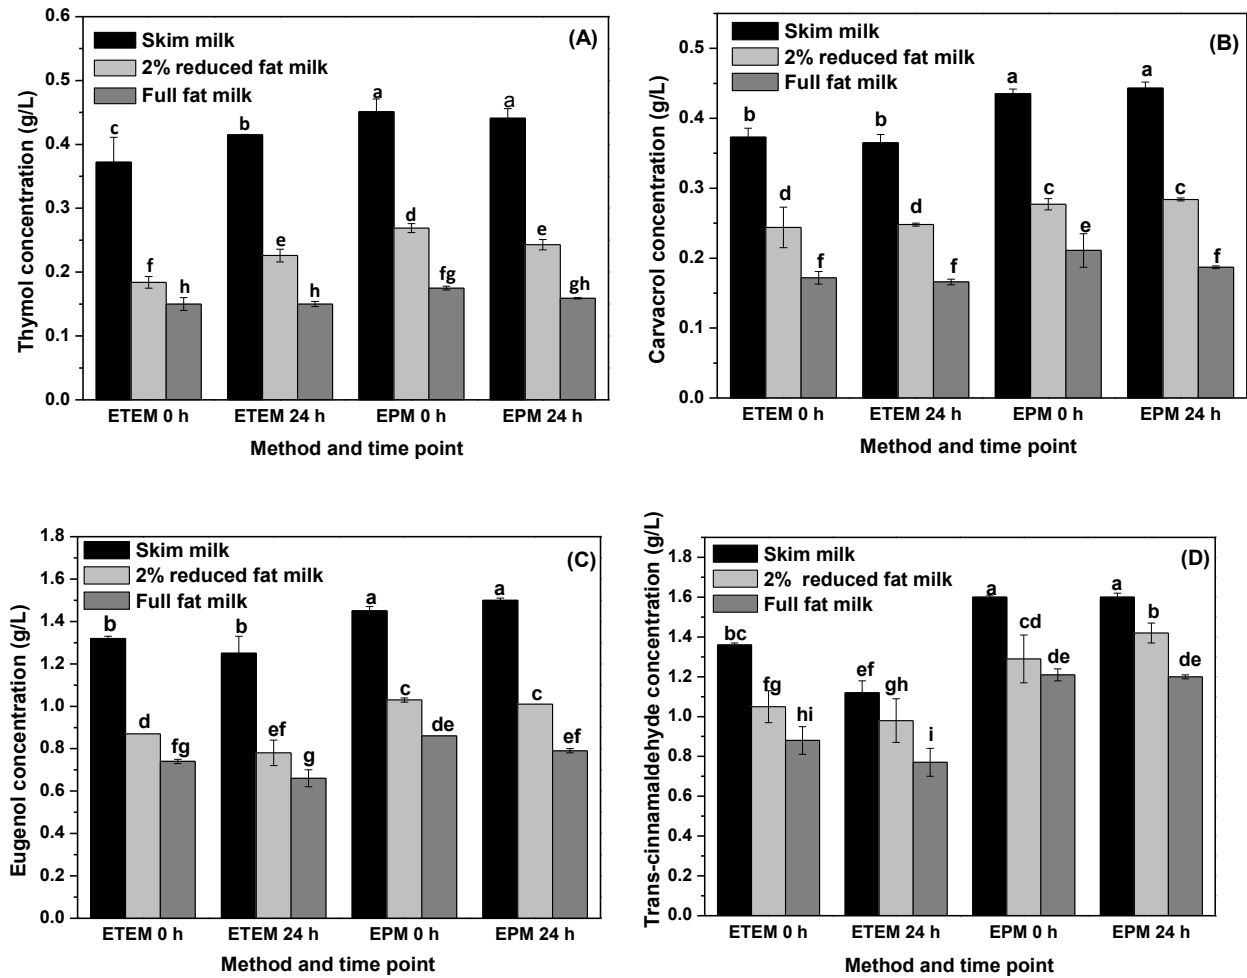 (A)
Skim milk
2% reduced fat milk
Full fat milk
Thymol concentration (g/L)
0.6
0.5
0.4
0.3
0.2
0.1
0.0
c
f
h
b
e
h
a
d
fg
a
e
gh
ETEM 0 h ETEM 24 h EPM 0 h EPM 24 h
Method and time point
(B)
Skim milk
2% reduced fat milk
Full fat milk
Carvacrol concentration (g/L)
0.5
0.4
0.3
0.2
0.1
0.0
b
d
f
b
d
f
a
c
e
a
c
f
ETEM 0 h ETEM 24 h EPM 0 h EPM 24 h
Method and time point
(C)
Skim milk
2% reduced fat milk
Full fat milk
Eugenol concentration (g/L)
1.8
1.6
1.4
1.2
1.0
0.8
0.6
0.4
0.2
0.0
b
d
fg
b
ef
g
a
c
de
a
c
ef
ETEM 0 h ETEM 24 h EPM 0 h EPM 24 h
Method and time point
(D)
Skim milk
2% reduced fat milk
Full fat milk
Trans-cinnamaldehyde concentration (g/L)
1.8
1.6
1.4
1.2
1.0
0.8
0.6
0.4
0.2
0.0
bc
fg
hi
ef
gh
i
a
cd
de
a
b
de
ETEM 0 h ETEM 24 h EPM 0 h EPM 24 h
Method and time point